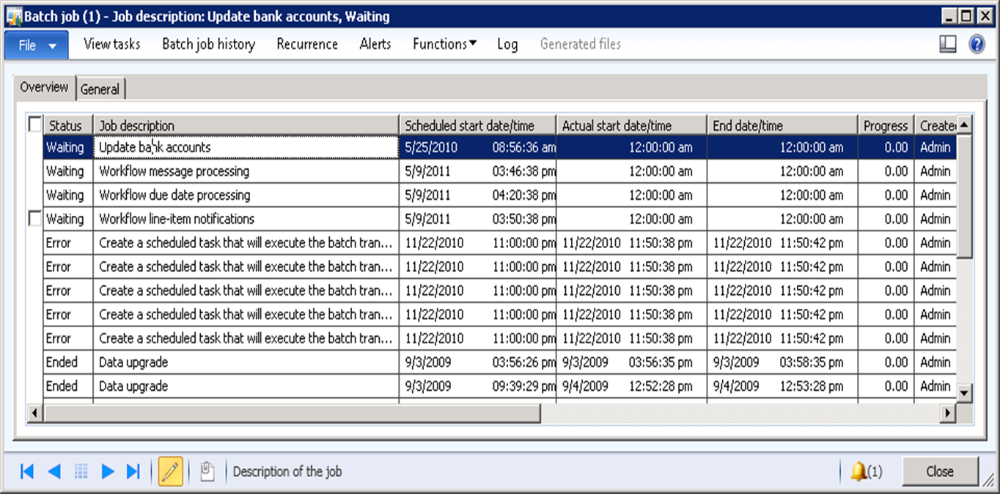 Batch job (1) - Job description: Update bank accounts, Waiting
File View tasks Batch job history Recurrence Alerts Functions Log Generated files
Overview General
Status Job description Scheduled start date/time Actual start date/time End date/time Progress Create
Waiting Update bank accounts 5/25/2010 08:56:36 am 12:00:00 am 12:00:00 am 0.00 Admin
Waiting Workflow message processing 5/9/2011 03:46:38 pm 12:00:00 am 12:00:00 am 0.00 Admin
Waiting Workflow due date processing 5/9/2011 04:20:38 pm 12:00:00 am 12:00:00 am 0.00 Admin
Waiting Workflow line-item notifications 5/9/2011 03:50:38 pm 12:00:00 am 12:00:00 am 0.00 Admin
Error Create a scheduled task that will execute the batch tran... 11/22/2010 11:00:00 pm 11/22/2010 11:50:38 pm 11/22/2010 11:50:42 pm 0.00 Admin
Error Create a scheduled task that will execute the batch tran... 11/22/2010 11:00:00 pm 11/22/2010 11:50:38 pm 11/22/2010 11:50:42 pm 0.00 Admin
Error Create a scheduled task that will execute the batch tran... 11/22/2010 11:00:00 pm 11/22/2010 11:50:38 pm 11/22/2010 11:50:42 pm 0.00 Admin
Error Create a scheduled task that will execute the batch tran... 11/22/2010 11:00:00 pm 11/22/2010 11:50:38 pm 11/22/2010 11:50:42 pm 0.00 Admin
Error Create a scheduled task that will execute the batch tran... 11/22/2010 11:00:00 pm 11/22/2010 11:50:38 pm 11/22/2010 11:50:42 pm 0.00 Admin
Ended Data upgrade 9/3/2009 03:56:26 pm 9/3/2009 03:56:35 pm 9/3/2009 03:58:35 pm 0.00 Admin
Ended Data upgrade 9/3/2009 09:39:29 pm 9/4/2009 12:52:28 pm 9/4/2009 12:53:28 pm 0.00 Admin
Description of the job (1) Close